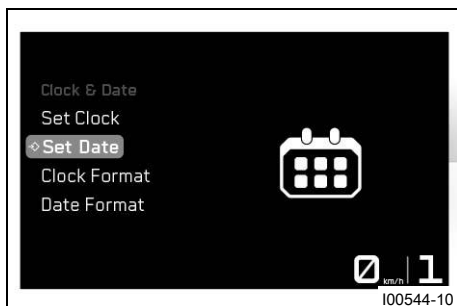 Clock & Date
Set Clock
Set Date
Clock Format
Date Format
0 km/h 1
I00544-10